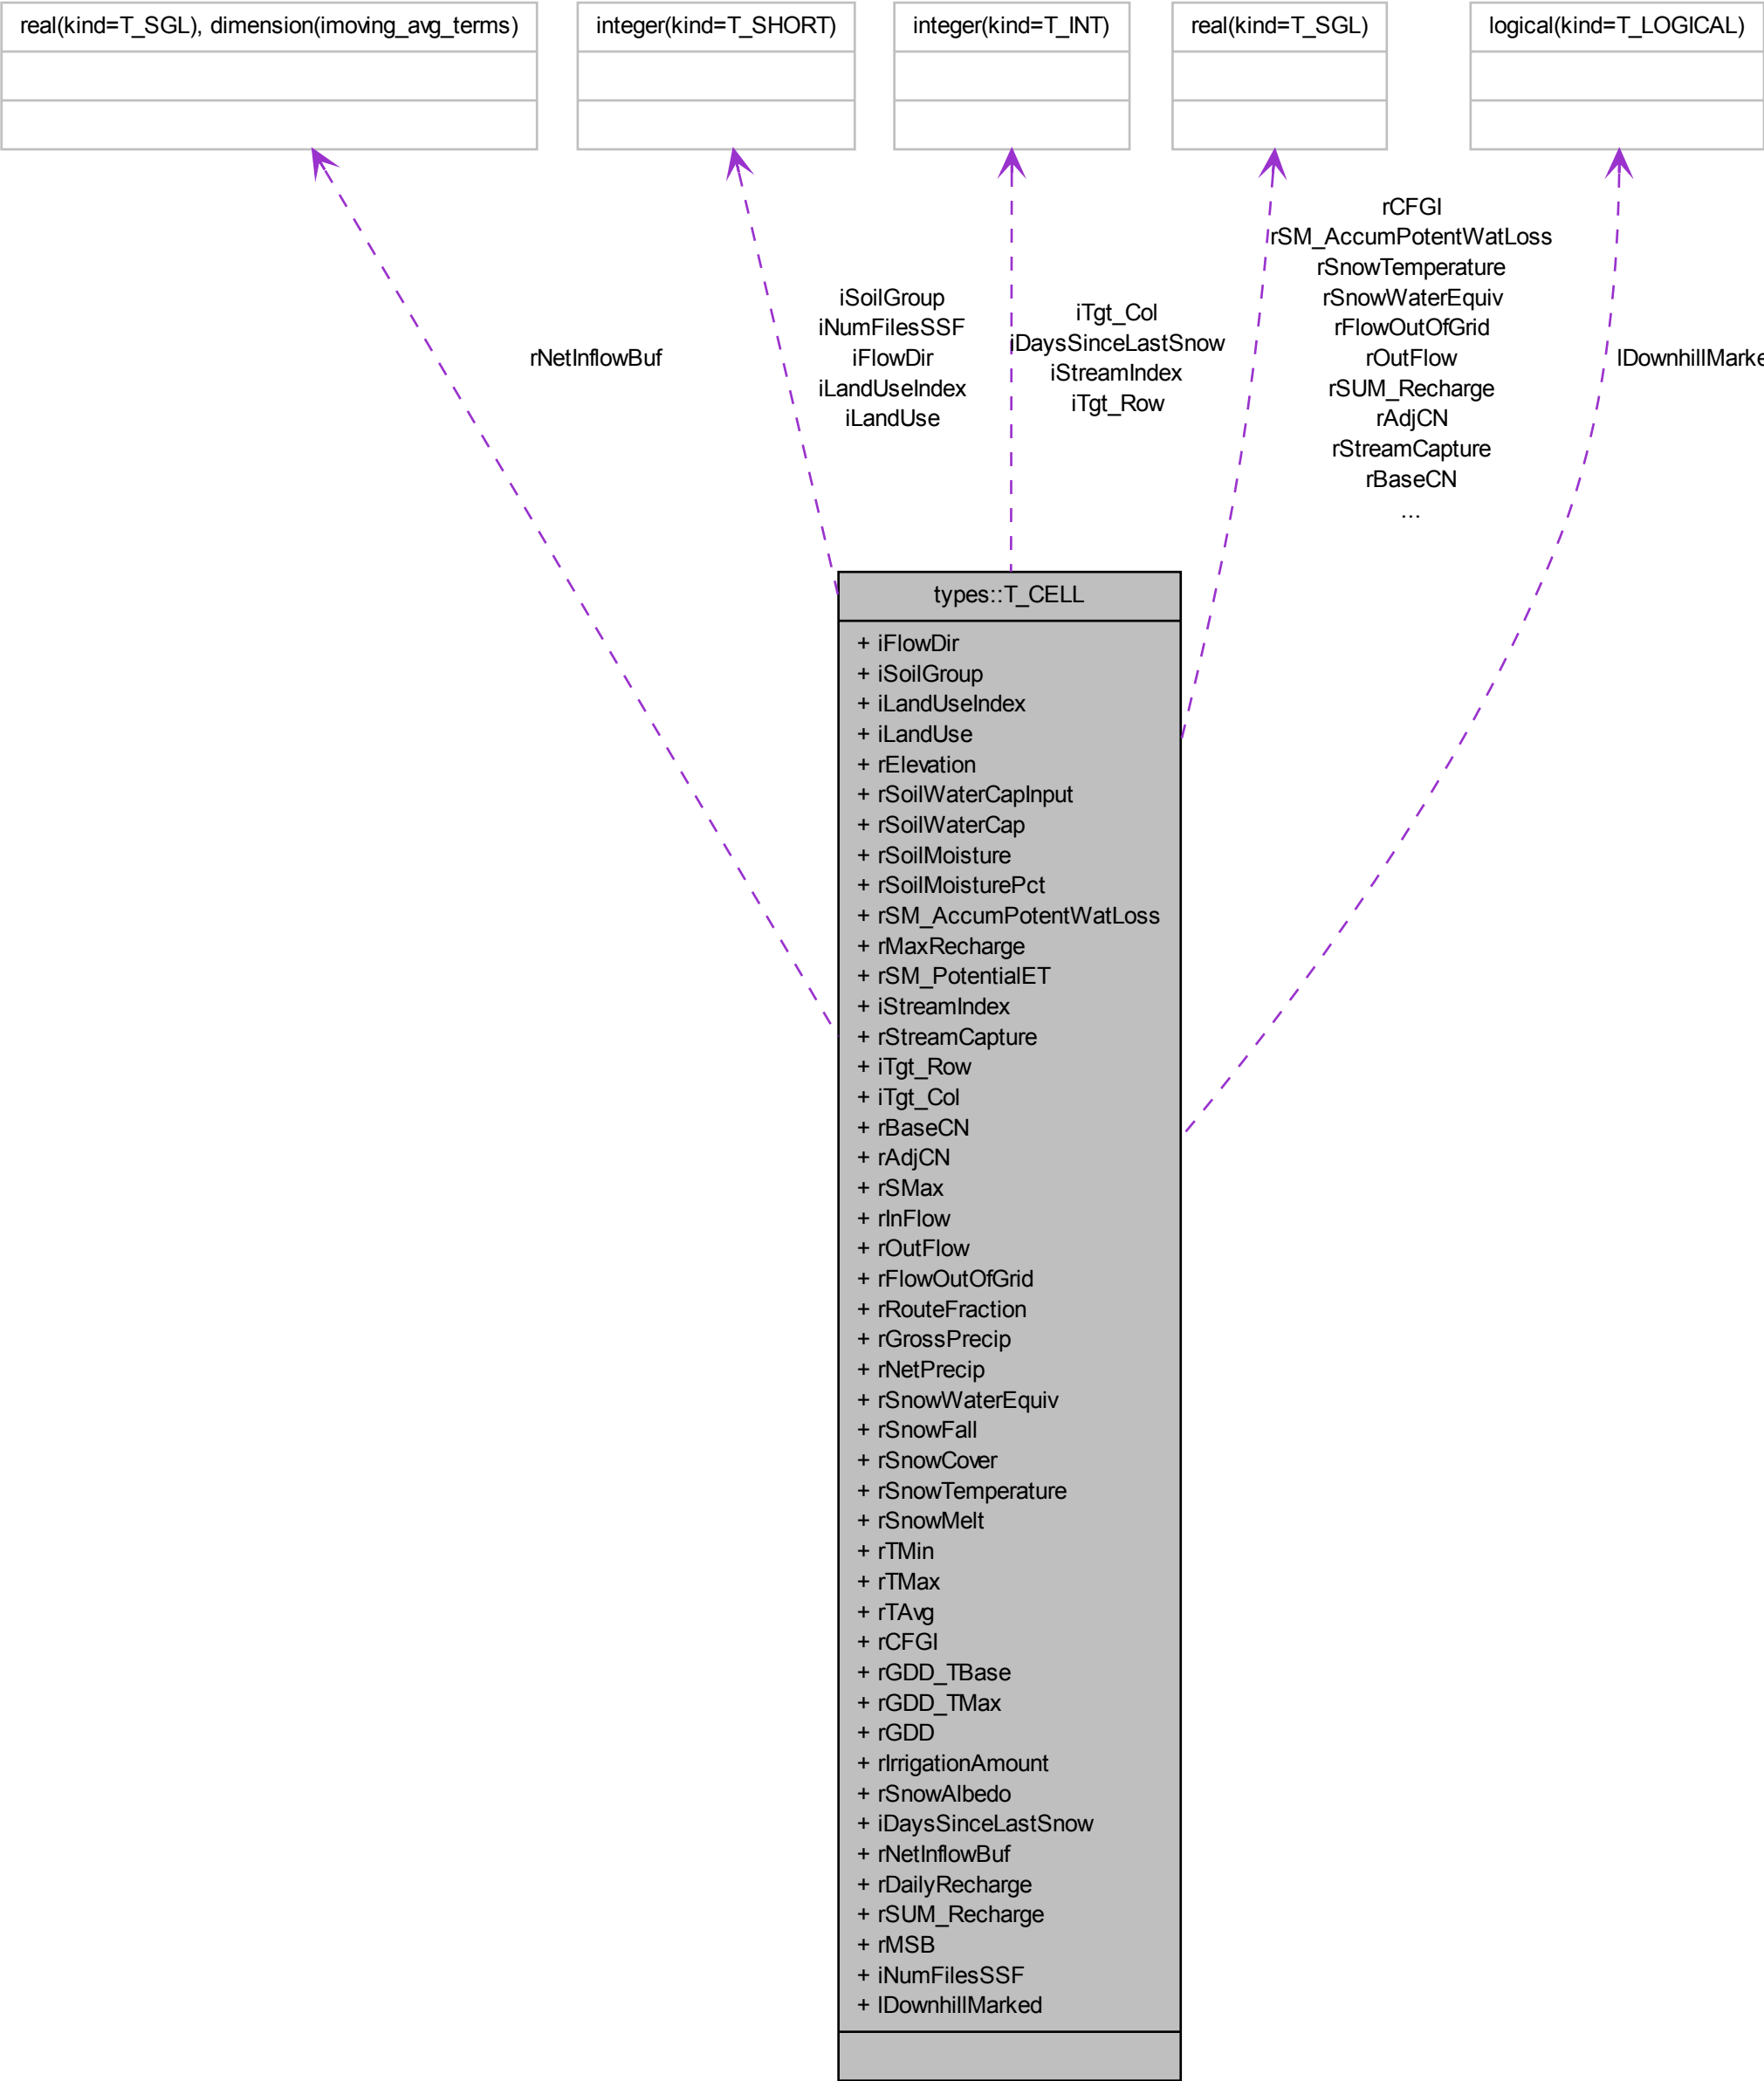 real(kind=T_SGL), dimension(imoving_avg_terms)
integer(kind=T_SHORT)
integer(kind=T_INT)
real(kind=T_SGL)
logical(kind=T_LOGICAL)
rNetInflowBuf
iSoilGroup
iNumFilesSSF
iFlowDir
iLandUseIndex
iLandUse
iTgt_Col
iDaysSinceLastSnow
iStreamIndex
iTgt_Row
rCFGI
rSM_AccumPotentWatLoss
rSnowTemperature
rSnowWaterEquiv
rFlowOutOfGrid
rOutFlow
rSUM_Recharge
rAdjCN
rStreamCapture
rBaseCN
...
lDownhillMarke
types::T_CELL
+ iFlowDir
+ iSoilGroup
+ iLandUseIndex
+ iLandUse
+ rElevation
+ rSoilWaterCapInput
+ rSoilWaterCap
+ rSoilMoisture
+ rSoilMoisturePct
+ rSM_AccumPotentWatLoss
+ rMaxRecharge
+ rSM_PotentialET
+ iStreamIndex
+ rStreamCapture
+ iTgt_Row
+ iTgt_Col
+ rBaseCN
+ rAdjCN
+ rSMax
+ rInFlow
+ rOutFlow
+ rFlowOutOfGrid
+ rRouteFraction
+ rGrossPrecip
+ rNetPrecip
+ rSnowWaterEquiv
+ rSnowFall
+ rSnowCover
+ rSnowTemperature
+ rSnowMelt
+ rTMin
+ rTMax
+ rTAvg
+ rCFGI
+ rGDD_TBase
+ rGDD_TMax
+ rGDD
+ rIrrigationAmount
+ rSnowAlbedo
+ iDaysSinceLastSnow
+ rNetInflowBuf
+ rDailyRecharge
+ rSUM_Recharge
+ rMSB
+ iNumFilesSSF
+ lDownhillMarked